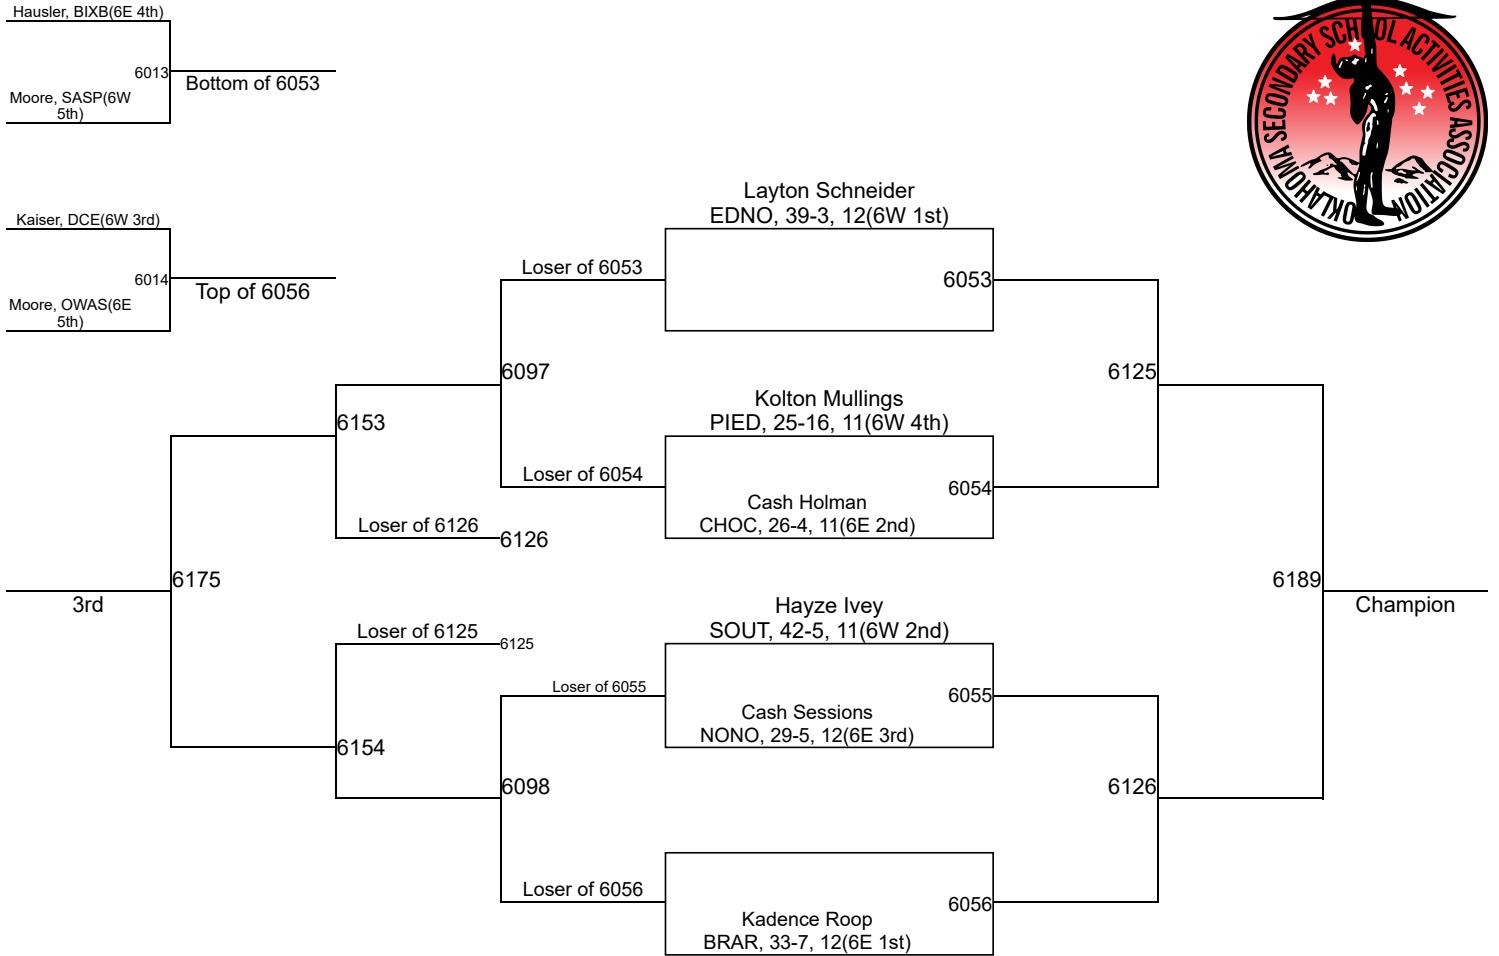 Hausler, BIXB(6E 4th)
6013
Bottom of 6053
Moore, SASP(6W
5th)
Kaiser, DCE(6W 3rd)
6014
Top of 6056
Moore, OWAS(6E
5th)
OKLAHOMA SECONDARY SCHOOL ACTIVITIES ASSOCIATION
Layton Schneider
EDNO, 39-3, 12(6W 1st)
Loser of 6053
6053
6097
6125
Kolton Mullings
PIED, 25-16, 11(6W 4th)
6153
Loser of 6054
6054
Cash Holman
CHOC, 26-4, 11(6E 2nd)
Loser of 6126
6126
6175
3rd
6189
Champion
Hayze Ivey
SOUT, 42-5, 11(6W 2nd)
Loser of 6125
6125
Loser of 6055
6055
Cash Sessions
NONO, 29-5, 12(6E 3rd)
6154
6098
6126
Loser of 6056
6056
Kadence Roop
BRAR, 33-7, 12(6E 1st)